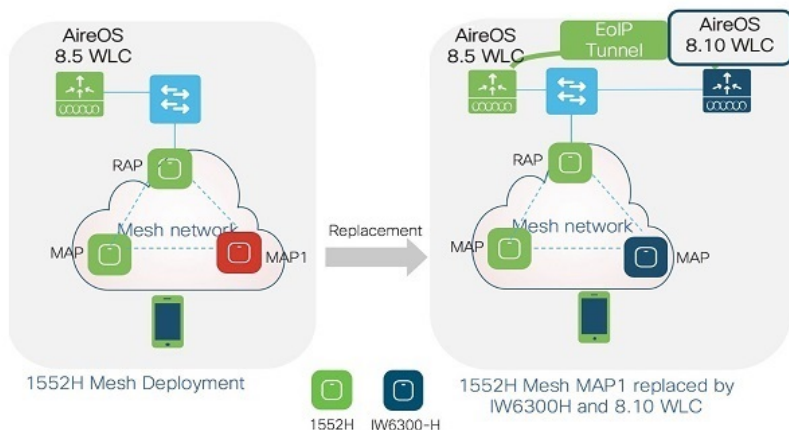 AireOS
8.5 WLC
RAP
Mesh network
MAP
MAP1
1552H Mesh Deployment
Replacement
1552H
IW6300-H
AireOS
8.5 WLC
EoIP
Tunnel
AireOS
8.10 WLC
RAP
Mesh network
MAP
MAP
1552H Mesh MAP1 replaced by
IW6300H and 8.10 WLC